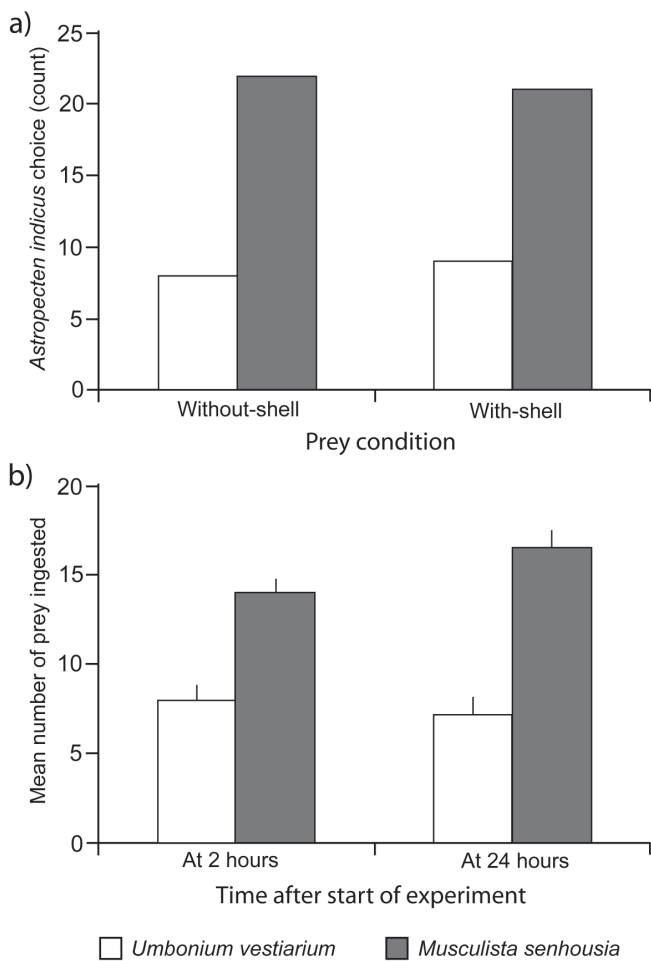 a)
Astropecten indicus choice (count)
25
20
15
10
5
0
Without-shell
With-shell
Prey condition
b)
Mean number of prey ingested
20
15
10
5
0
At 2 hours
At 24 hours
Time after start of experiment
Umbonium vestiarium
Musculista senhousia